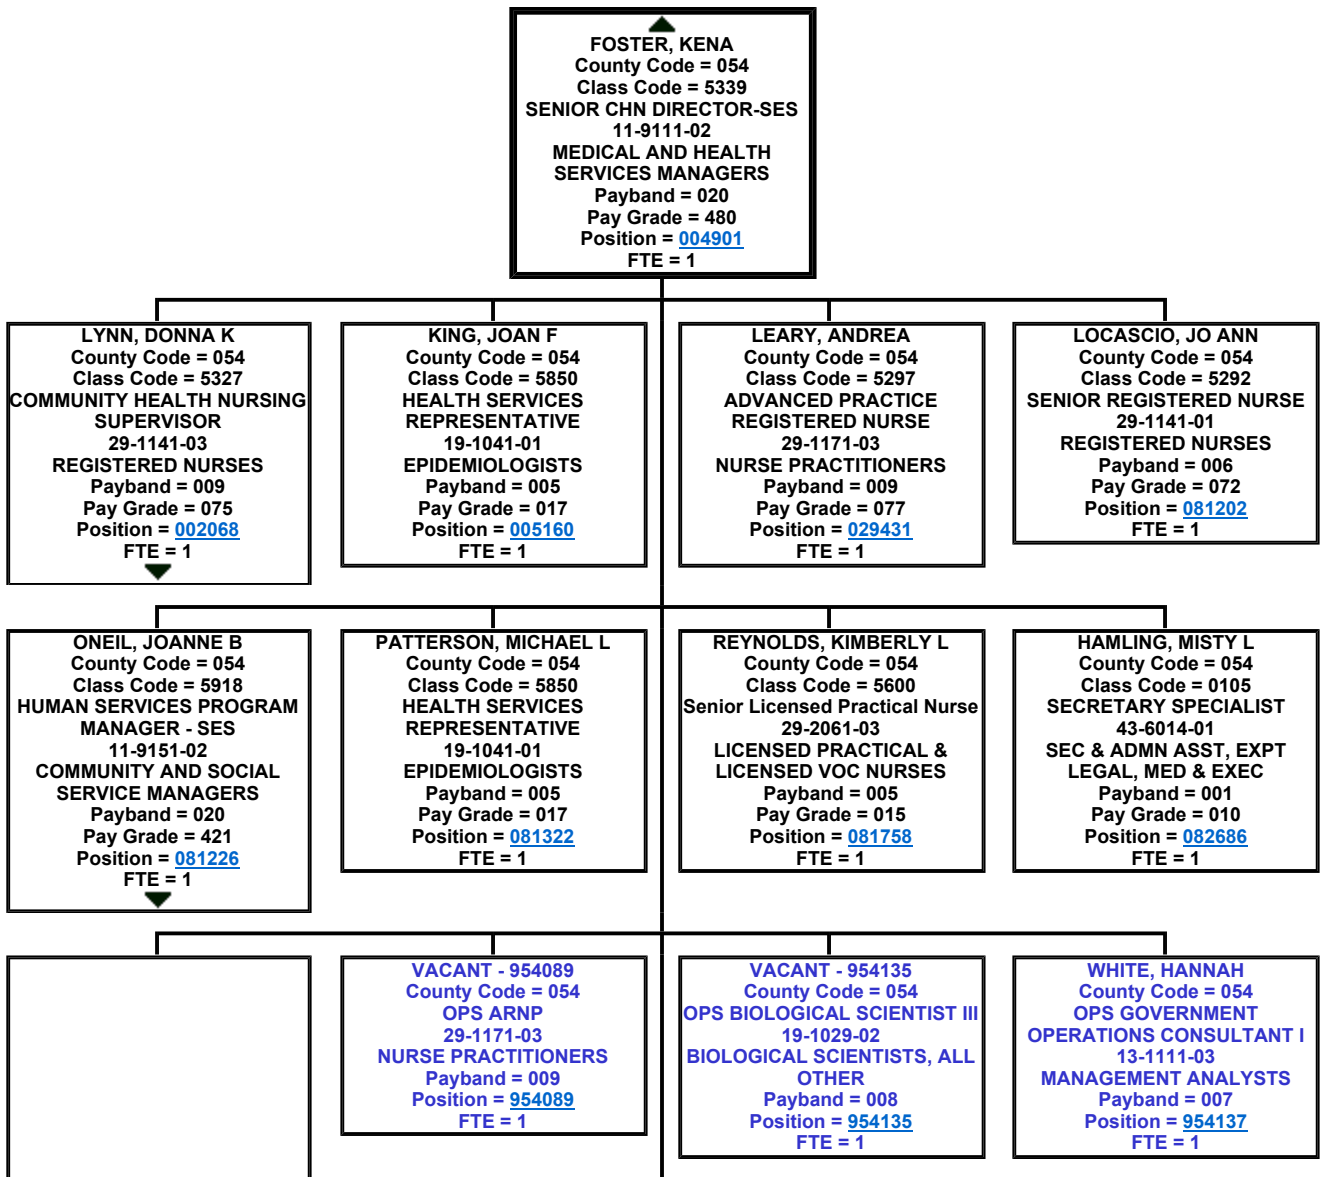 FOSTER, KENA
County Code = 054
Class Code = 5339
SENIOR CHN DIRECTOR-SES
11-9111-02
MEDICAL AND HEALTH
SERVICES MANAGERS
Payband = 020
Pay Grade = 480
Position = 004901
FTE = 1
LYNN, DONNA K
County Code = 054
Class Code = 5327
COMMUNITY HEALTH NURSING
SUPERVISOR
29-1141-03
REGISTERED NURSES
Payband = 009
Pay Grade = 075
Position = 002068
FTE = 1
KING, JOAN F
County Code = 054
Class Code = 5850
HEALTH SERVICES
REPRESENTATIVE
19-1041-01
EPIDEMIOLOGISTS
Payband = 005
Pay Grade = 017
Position = 005160
FTE = 1
LEARY, ANDREA
County Code = 054
Class Code = 5297
ADVANCED PRACTICE
REGISTERED NURSE
29-1171-03
NURSE PRACTITIONERS
Payband = 009
Pay Grade = 077
Position = 029431
FTE = 1
LOCASCIO, JO ANN
County Code = 054
Class Code = 5292
SENIOR REGISTERED NURSE
29-1141-01
REGISTERED NURSES
Payband = 006
Pay Grade = 072
Position = 081202
FTE = 1
ONEIL, JOANNE B
County Code = 054
Class Code = 5918
HUMAN SERVICES PROGRAM
MANAGER - SES
11-9151-02
COMMUNITY AND SOCIAL
SERVICE MANAGERS
Payband = 020
Pay Grade = 421
Position = 081226
FTE = 1
PATTERSON, MICHAEL L
County Code = 054
Class Code = 5850
HEALTH SERVICES
REPRESENTATIVE
19-1041-01
EPIDEMIOLOGISTS
Payband = 005
Pay Grade = 017
Position = 081322
FTE = 1
REYNOLDS, KIMBERLY L
County Code = 054
Class Code = 5600
Senior Licensed Practical Nurse
29-2061-03
LICENSED PRACTICAL &
LICENSED VOC NURSES
Payband = 005
Pay Grade = 015
Position = 081758
FTE = 1
HAMLING, MISTY L
County Code = 054
Class Code = 0105
SECRETARY SPECIALIST
43-6014-01
SEC & ADMN ASST, EXPT
LEGAL, MED & EXEC
Payband = 001
Pay Grade = 010
Position = 082686
FTE = 1
VACANT - 954089
County Code = 054
OPS ARNP
29-1171-03
NURSE PRACTITIONERS
Payband = 009
Position = 954089
FTE = 1
VACANT - 954135
County Code = 054
OPS BIOLOGICAL SCIENTIST III
19-1029-02
BIOLOGICAL SCIENTISTS, ALL
OTHER
Payband = 008
Position = 954135
FTE = 1
WHITE, HANNAH
County Code = 054
OPS GOVERNMENT
OPERATIONS CONSULTANT I
13-1111-03
MANAGEMENT ANALYSTS
Payband = 007
Position = 954137
FTE = 1